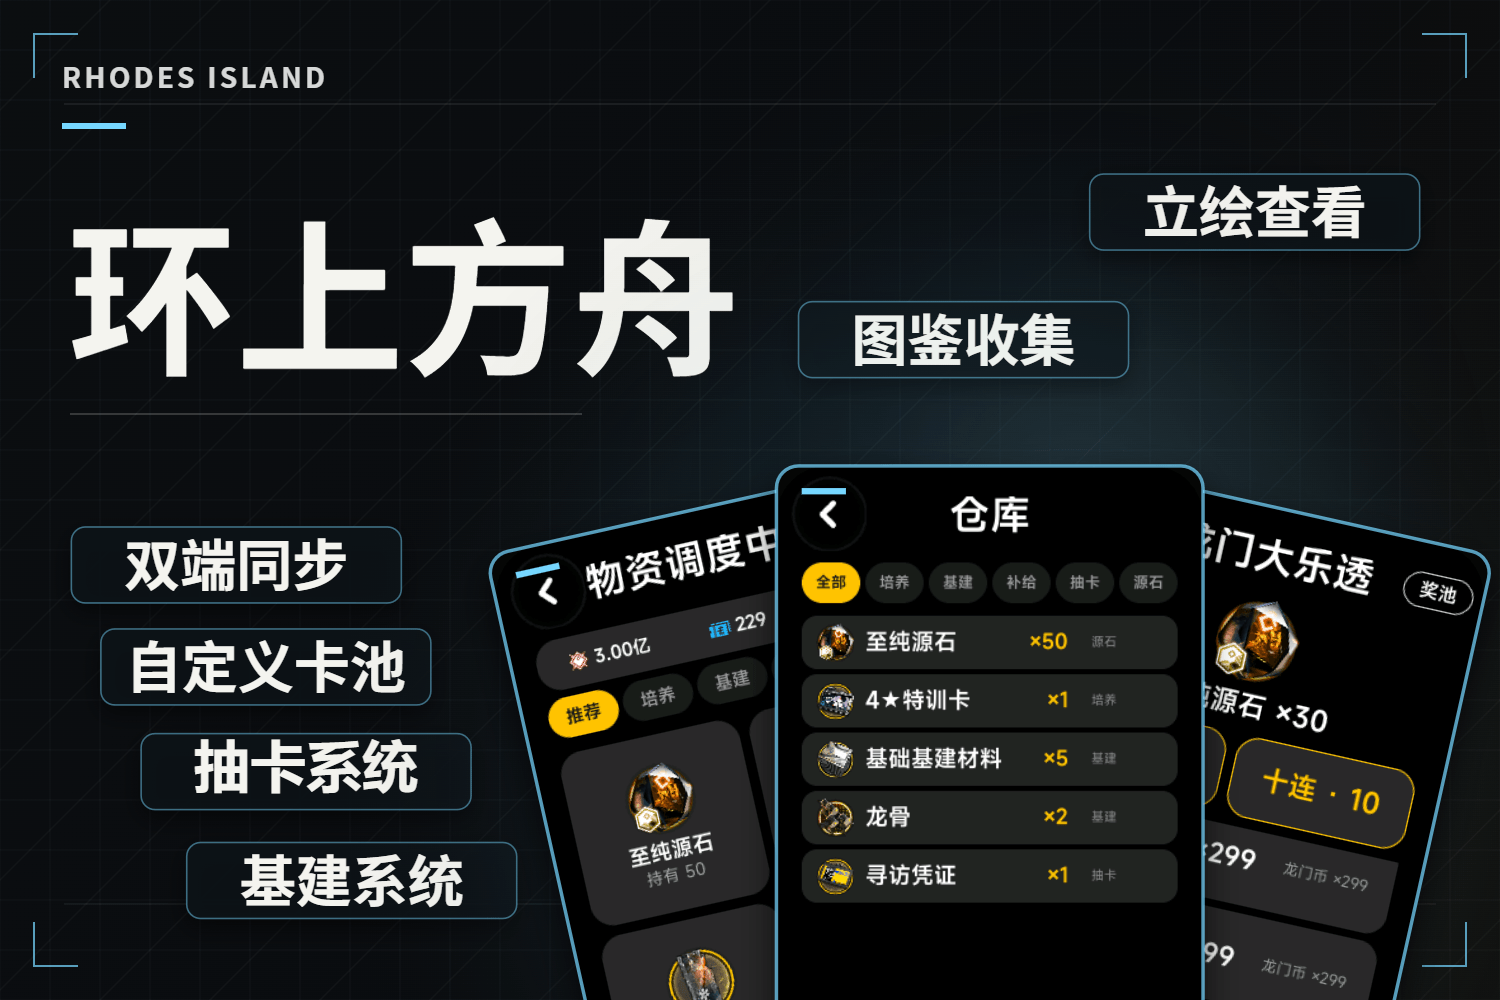 RHODES ISLAND
环上方舟
立绘查看
图鉴收集
双端同步
自定义卡池
抽卡系统
基建系统
物资调度中
3.00亿
229
推荐
培养
基建
至纯源石
持有 50
仓库
全部
培养
基建
补给
抽卡
源石
至纯源石 ×50 源石
4★特训卡 ×1 培养
基础基建材料 ×5 基建
龙骨 ×2 基建
寻访凭证 ×1 抽卡
龙门大乐透
奖池
源石 ×30
十连 · 10
×299
龙门币 ×299
99
龙门币 ×299